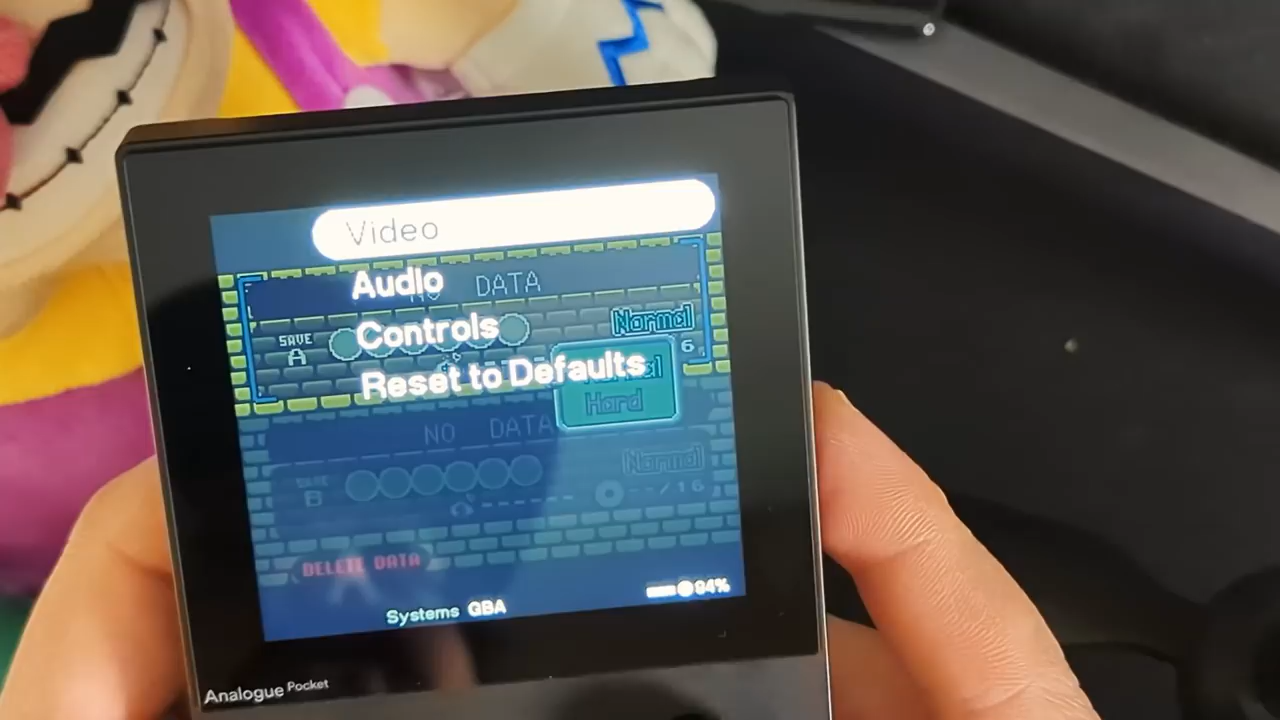 Video
NO DATA
Audio
Normal
SAVE
A
Controls
6
Reset to Defaults
Hard
NO DATA
Normal
SAVE
B
--/16
DELETE DATA
Systems GBA
94%
Analogue Pocket